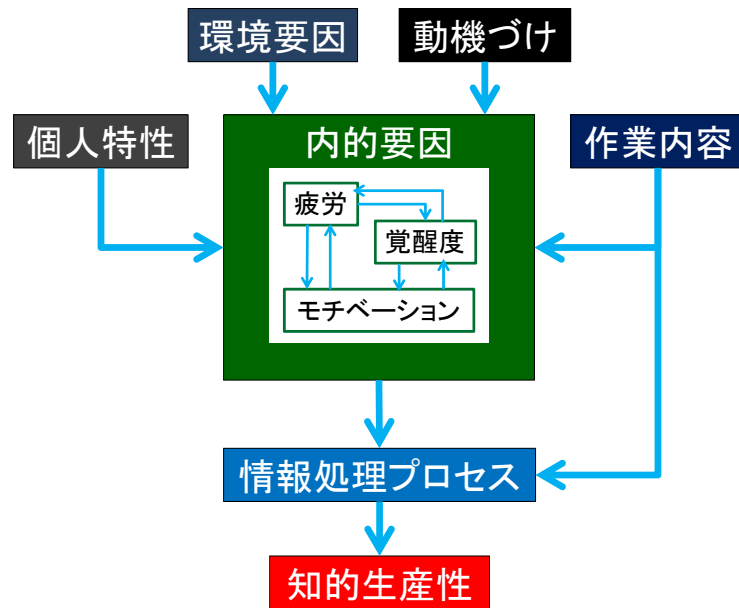 環境要因
動機づけ
個人特性
内的要因
作業内容
疲労
覚醒度
モチベーション
情報処理プロセス
知的生産性